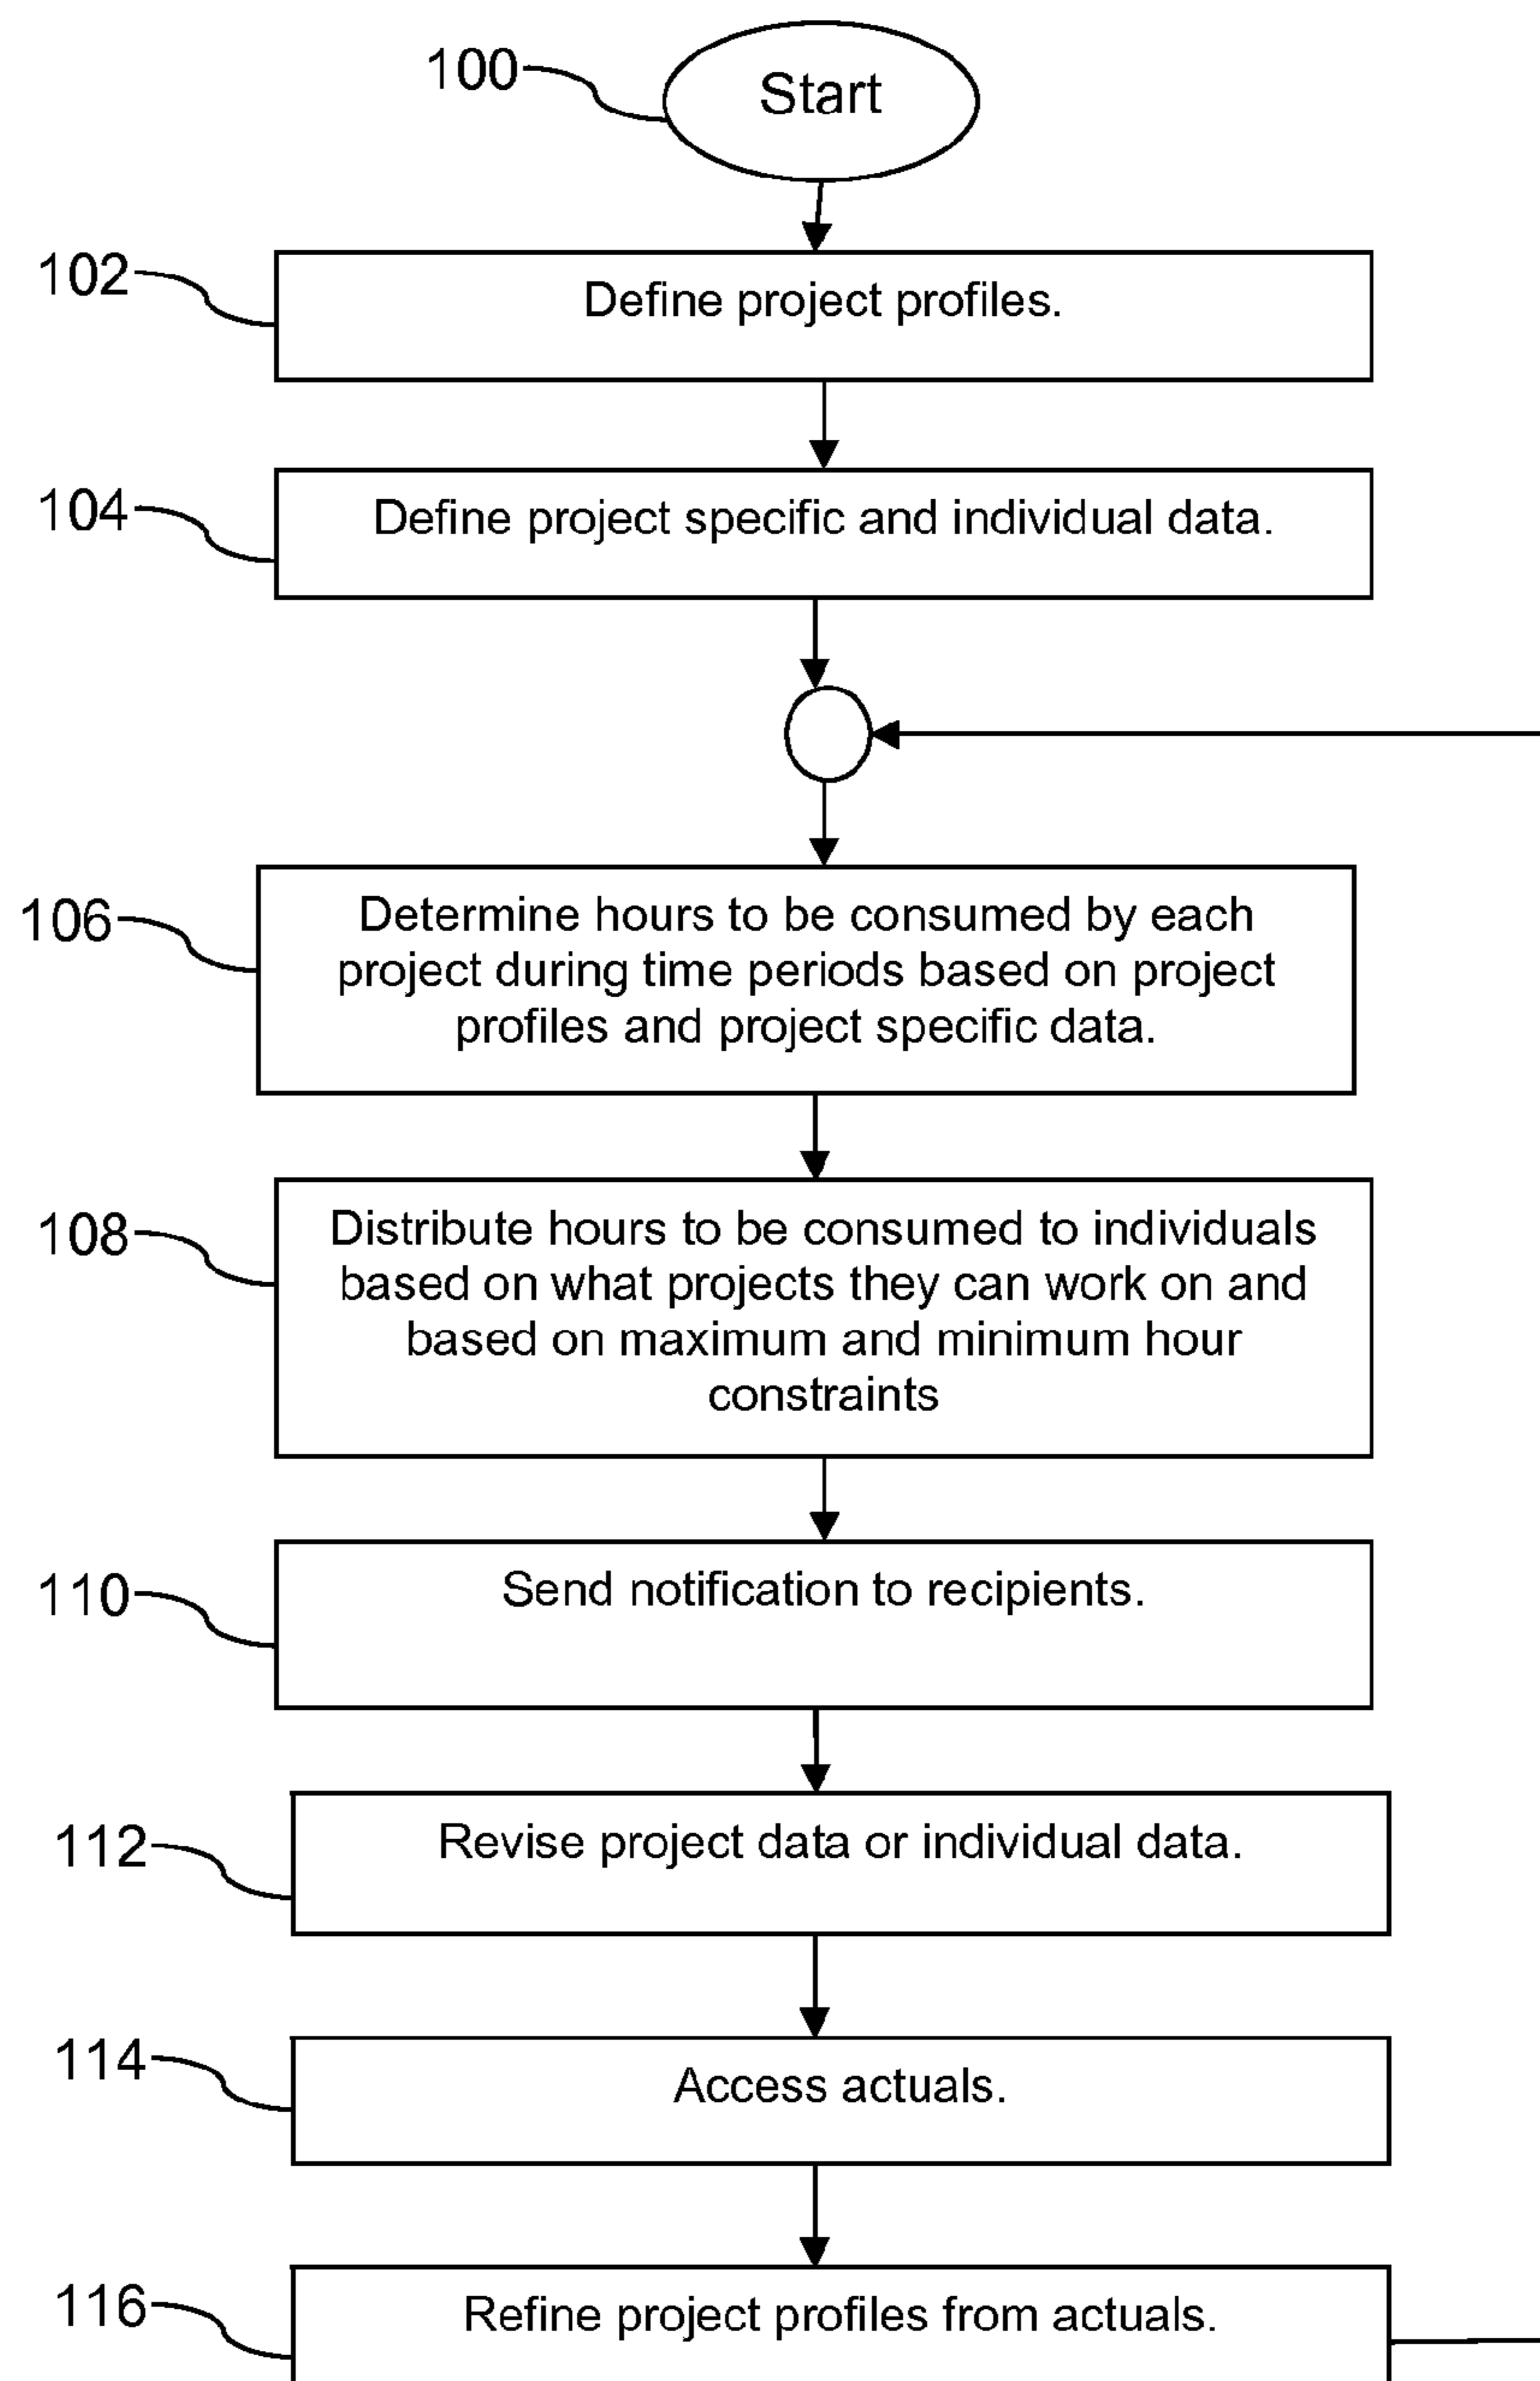 100
Start
102
Define project profiles.
104
Define project specific and individual data.
106
Determine hours to be consumed by each
project during time periods based on project
profiles and project specific data.
108
Distribute hours to be consumed to individuals
based on what projects they can work on and
based on maximum and minimum hour
constraints
110
Send notification to recipients.
112
Revise project data or individual data.
114
Access actuals.
116
Refine project profiles from actuals.